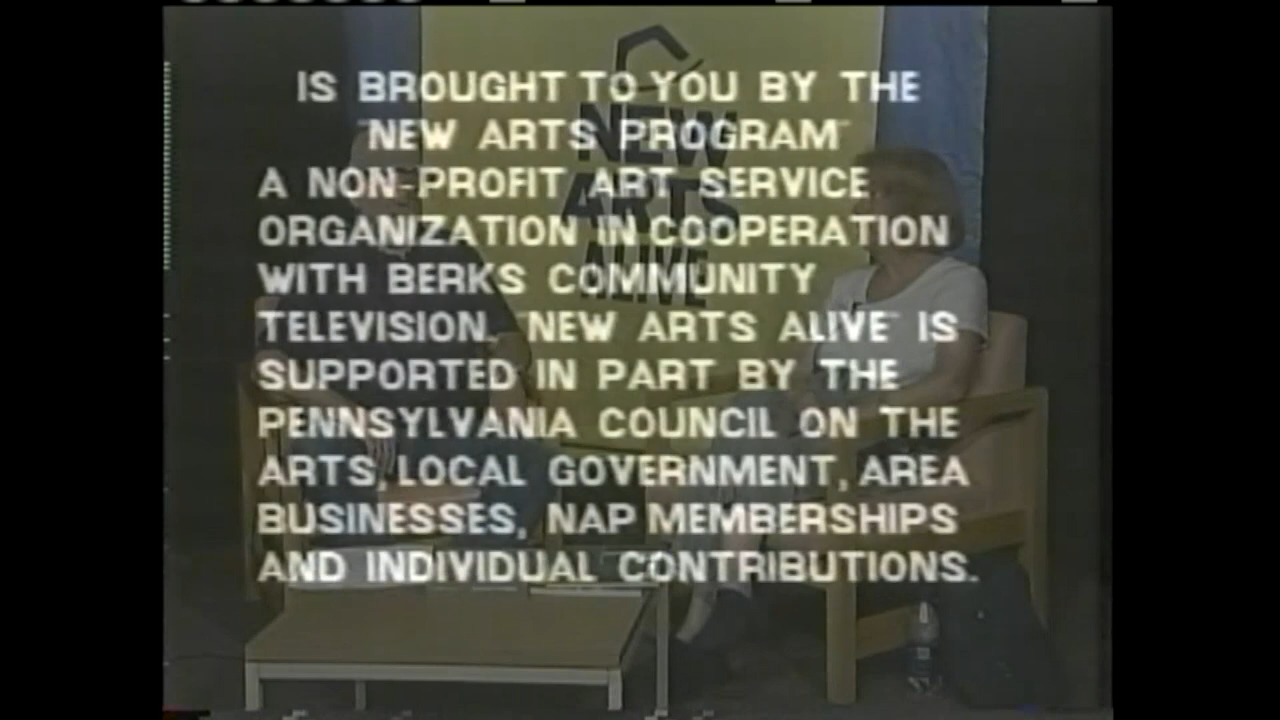 IS BROUGHT TO YOU BY THE
"NEW ARTS PROGRAM"
A NON-PROFIT ART SERVICE
ORGANIZATION IN COOPERATION
WITH BERKS COMMUNITY
TELEVISION. "NEW ARTS ALIVE" IS
SUPPORTED IN PART BY THE
PENNSYLVANIA COUNCIL ON THE
ARTS, LOCAL GOVERNMENT, AREA
BUSINESSES, NAP MEMBERSHIPS
AND INDIVIDUAL CONTRIBUTIONS.
NEW
ARTS
ALIVE